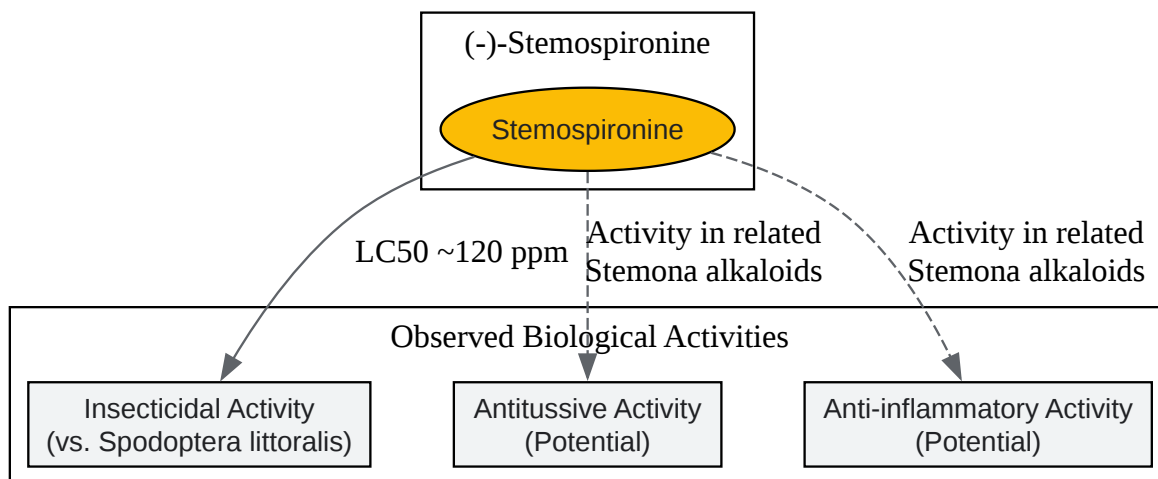 (-)-Stemospironine
Stemospironine
LC50 ~120 ppm
Activity in related
Stemona alkaloids
Activity in related
Stemona alkaloids
Observed Biological Activities
Insecticidal Activity
(vs. Spodoptera littoralis)
Antitussive Activity
(Potential)
Anti-inflammatory Activity
(Potential)